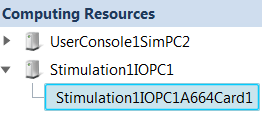 Computing Resources
UserConsole1SimPC2
Stimulation1IOPC1
Stimulation1IOPC1A664Card1